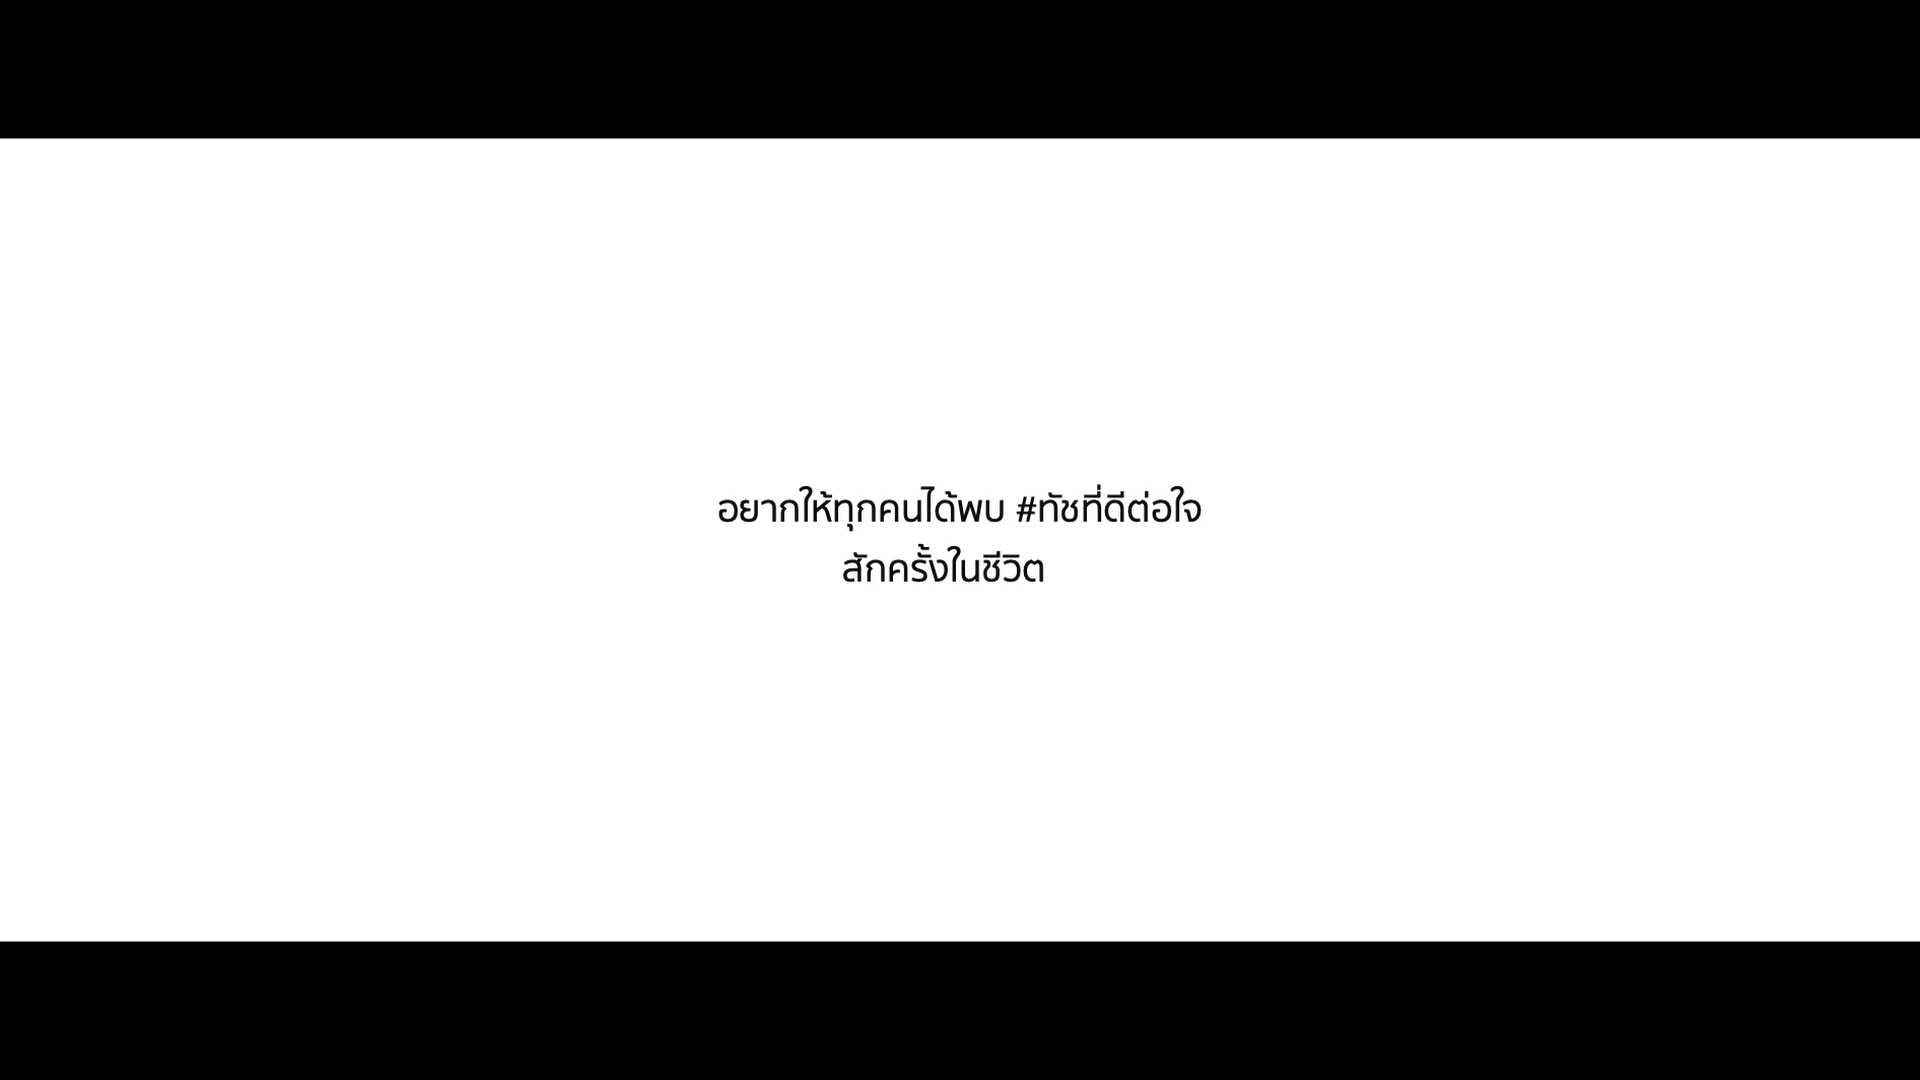 อยากให้ทุกคนได้พบ #ทัชที่ดีต่อใจ
สักครั้งในชีวิต